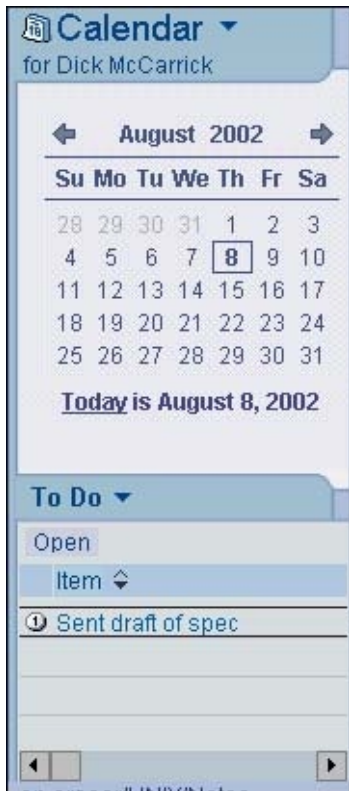 Calendar
for Dick McCarrick
August 2002
Su Mo Tu We Th Fr Sa
28 29 30 31 1 2 3
4 5 6 7 8 9 10
11 12 13 14 15 16 17
18 19 20 21 22 23 24
25 26 27 28 29 30 31
Today is August 8, 2002
To Do
Open
Item
1 Sent draft of spec